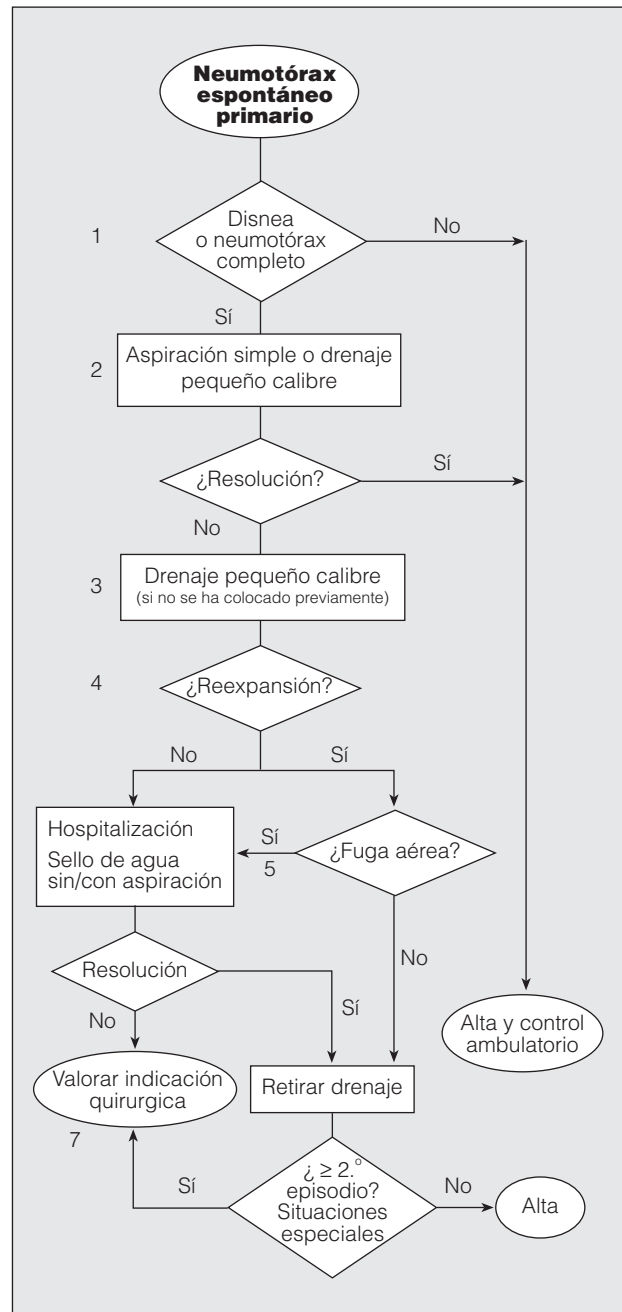 Neumotórax
espontáneo
primario
1
Disnea
o neumotórax
completo
No
Sí
2
Aspiración simple o drenaje
pequeño calibre
¿Resolución?
Sí
No
3
Drenaje pequeño calibre
(si no se ha colocado previamente)
4
¿Reexpansión?
No
Sí
Hospitalización
Sello de agua
sin/con aspiración
Sí
5
¿Fuga aérea?
No
Resolución
Sí
No
Alta y control
ambulatorio
Valorar indicación
quirurgica
7
Retirar drenaje
¿ ≥ 2.º
episodio?
Situaciones
especiales
Sí
No
Alta